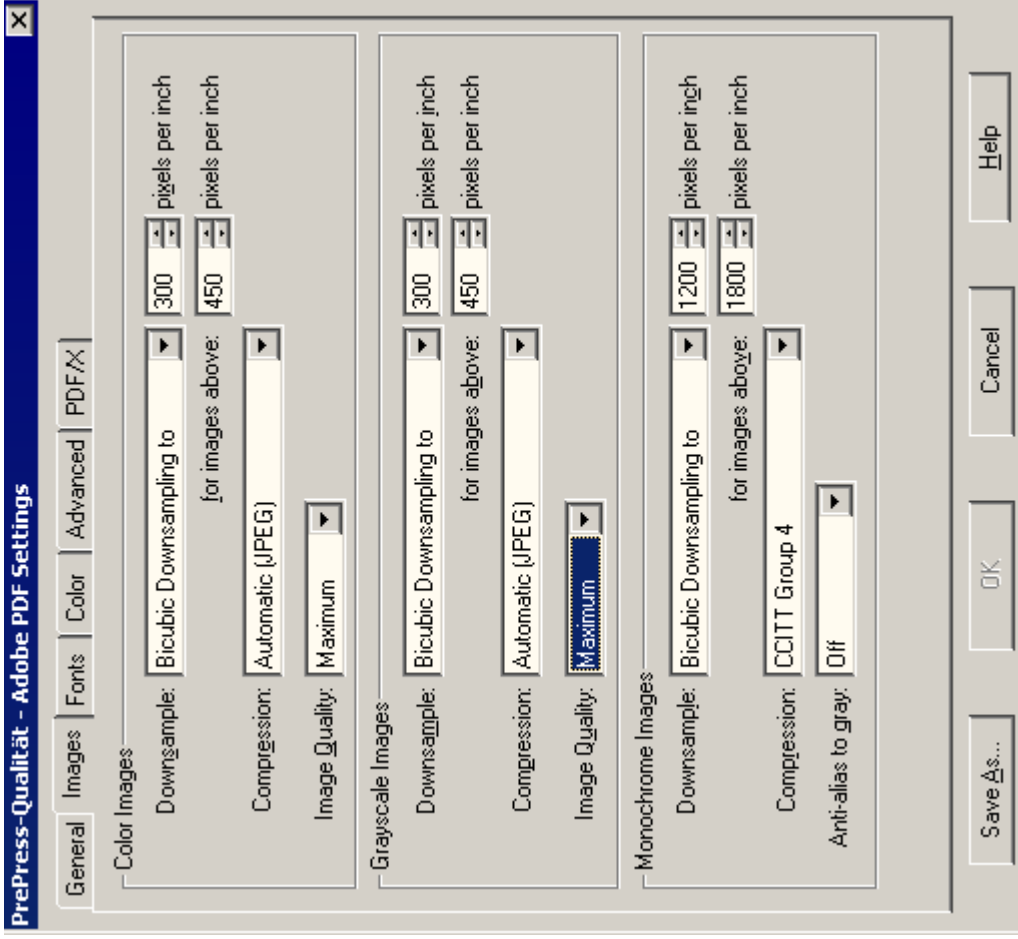 PrePress-Qualität - Adobe PDF Settings
General Images Fonts Color Advanced PDF/X
Color Images
Downsample: Bicubic Downsampling to 300 pixels per inch
for images above: 450 pixels per inch
Compression: Automatic (JPEG)
Image Quality: Maximum
Grayscale Images
Downsample: Bicubic Downsampling to 300 pixels per inch
for images above: 450 pixels per inch
Compression: Automatic (JPEG)
Image Quality: Maximum
Monochrome Images
Downsample: Bicubic Downsampling to 1200 pixels per inch
for images above: 1800 pixels per inch
Compression: CCITT Group 4
Anti-alias to gray: Off
Save As... OK Cancel Help